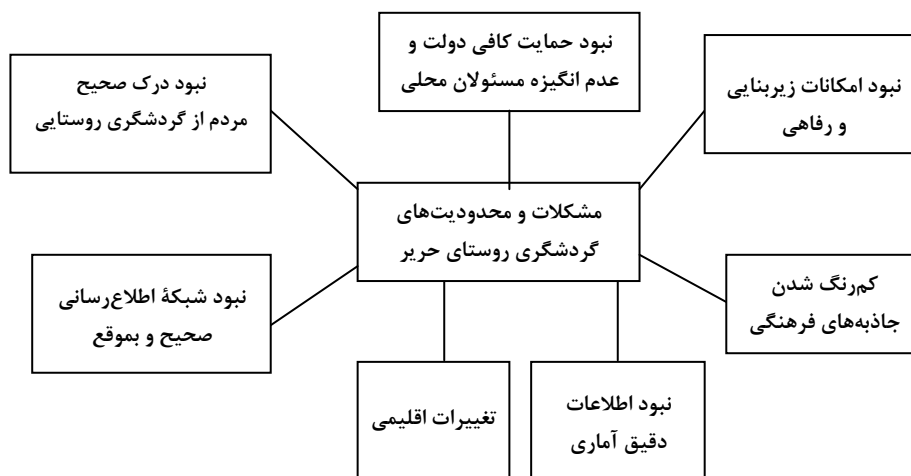 نبود حمایت کافی دولت و
عدم انگیزه مسئولان محلی
نبود امکانات زیربنایی
و رفاهی
نبود درک صحیح
مردم از گردشگری روستایی
مشکلات و محدودیت‌های
گردشگری روستای حریر
کم‌رنگ شدن
جاذبه‌های فرهنگی
نبود شبکهٔ اطلاع‌رسانی
صحیح و بموقع
نبود اطلاعات
دقیق آماری
تغییرات اقلیمی